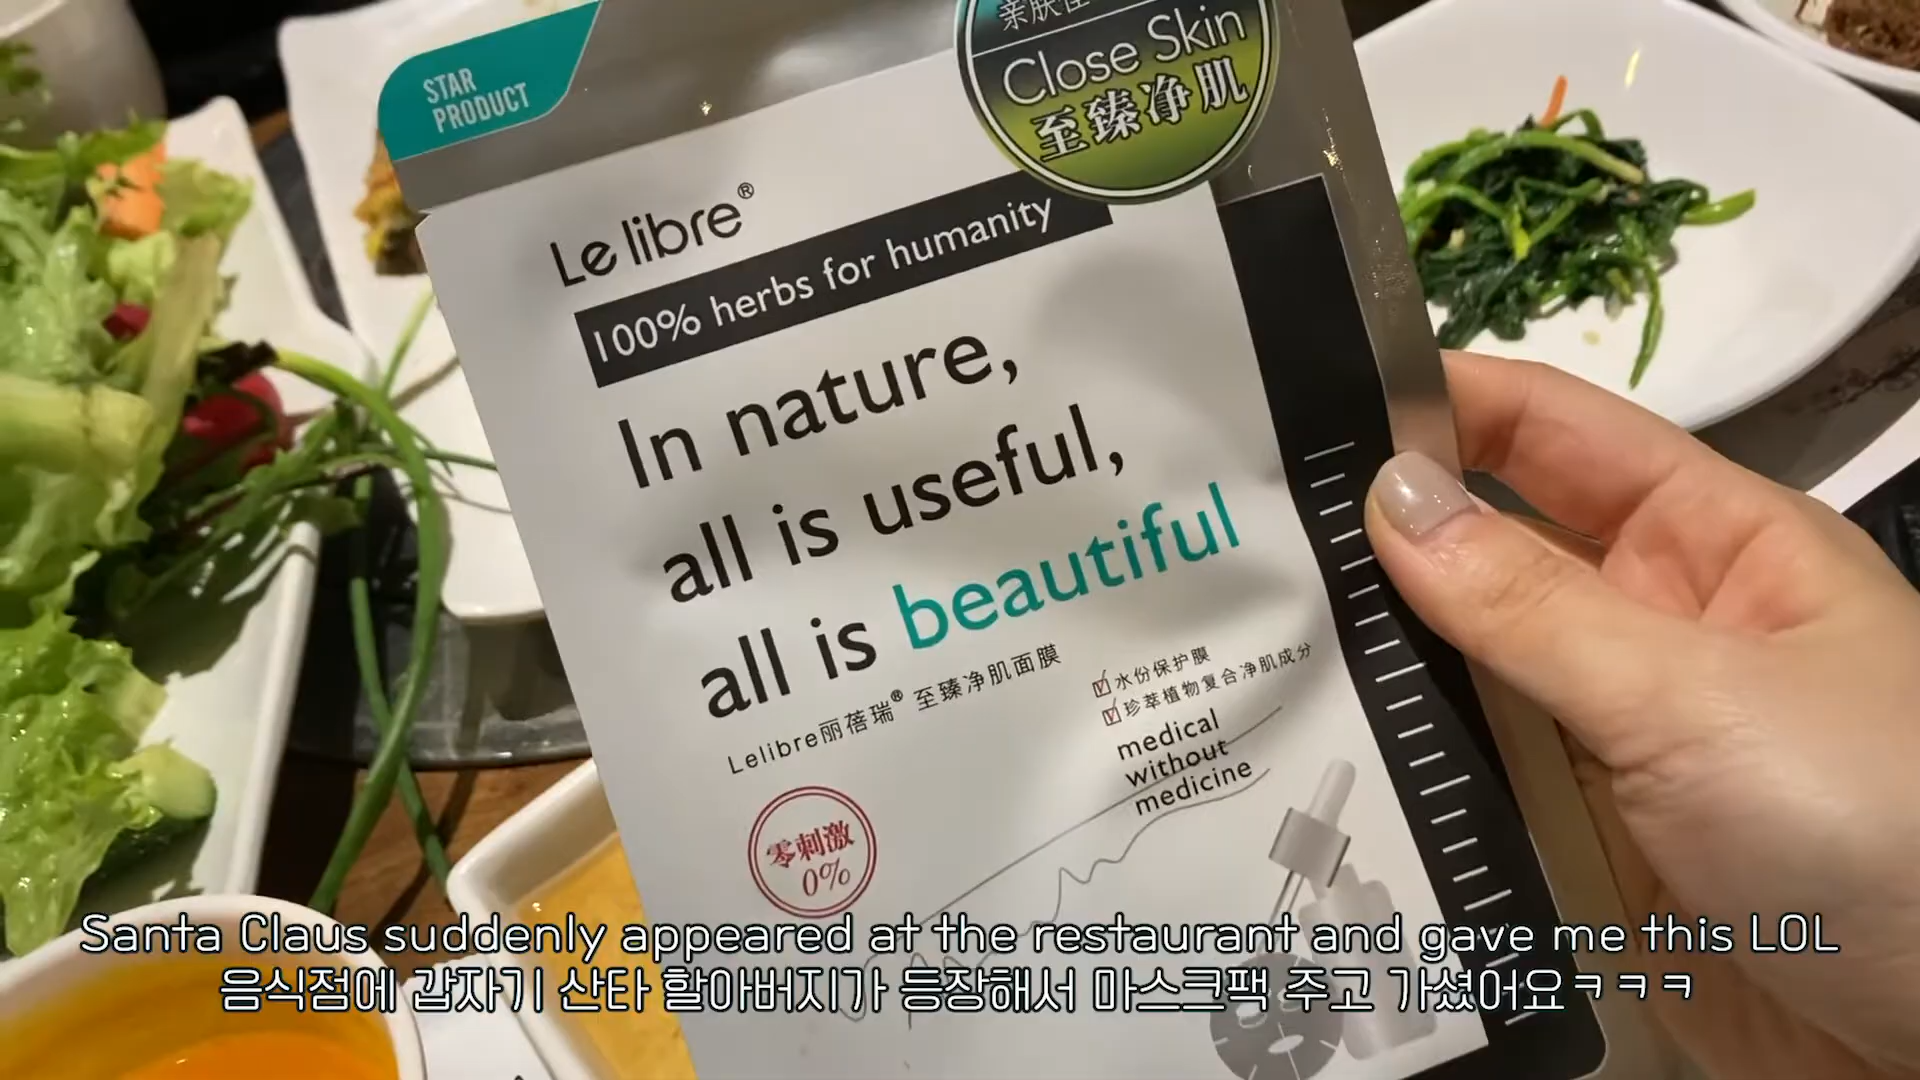 STAR
PRODUCT
Close Skin
至臻净肌
Le libre®
100% herbs for humanity
In nature,
all is useful,
all is beautiful
Lelibre丽蓓瑞® 至臻净肌面膜
水份保护膜
珍萃植物复合净肌成分
medical
without
medicine
零刺激
0%
Santa Claus suddenly appeared at the restaurant and gave me this LOL
음식점에 갑자기 산타 할아버지가 등장해서 마스크팩 주고 가셨어요ㅋㅋㅋ